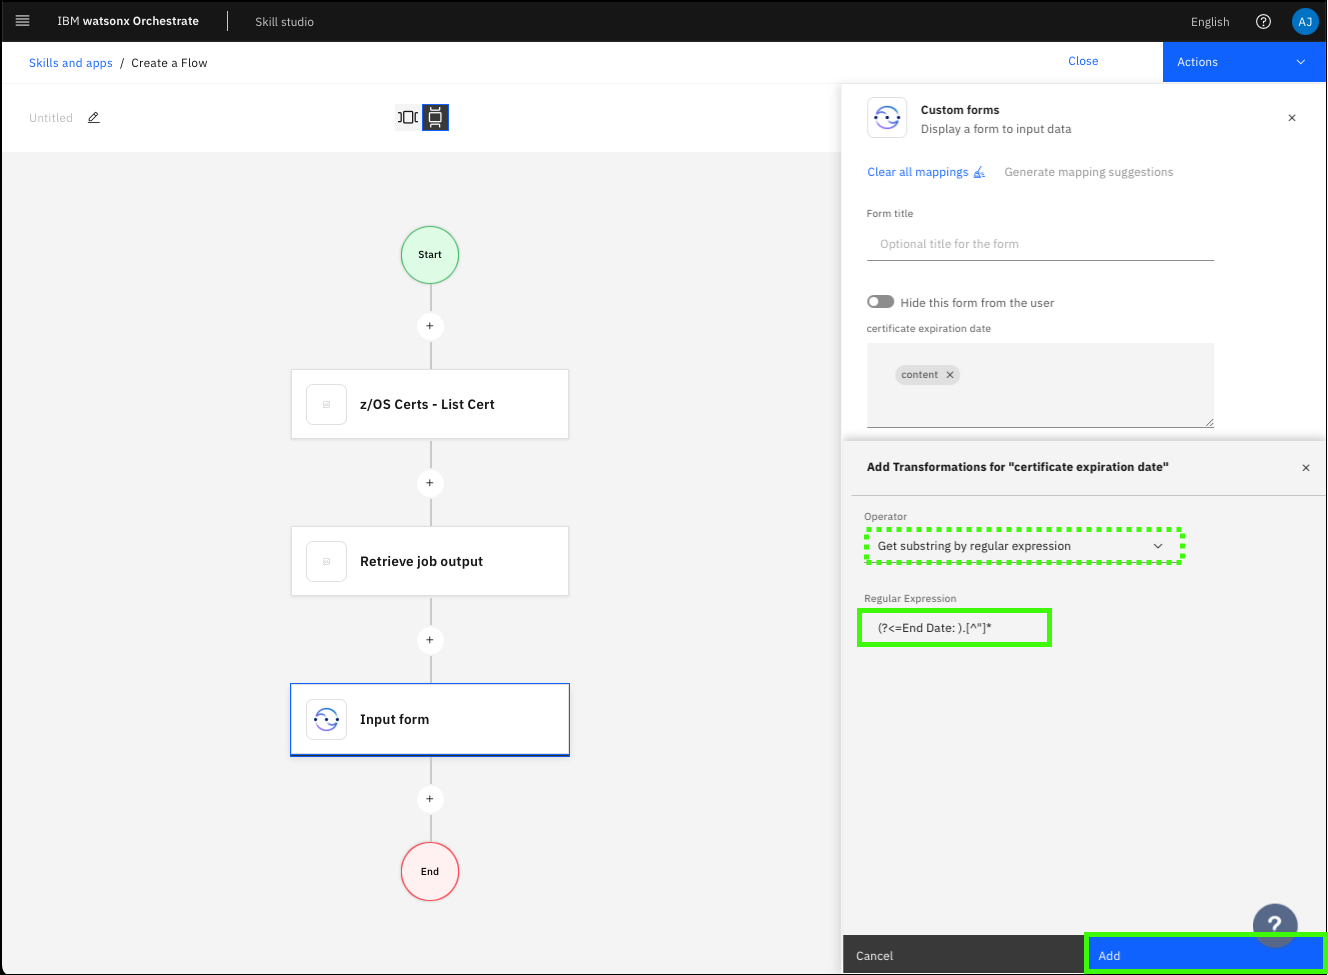 IBM watsonx Orchestrate
Skill studio
English
AJ
Skills and apps / Create a Flow
Close
Actions
Untitled
Start
+
z/OS Certs - List Cert
+
Retrieve job output
+
Input form
+
End
Custom forms
Display a form to input data
Clear all mappings
Generate mapping suggestions
Form title
Optional title for the form
Hide this form from the user
certificate expiration date
content
Add Transformations for "certificate expiration date"
Operator
Get substring by regular expression
Regular Expression
(?<=End Date: ).[^"]*
?
Cancel
Add